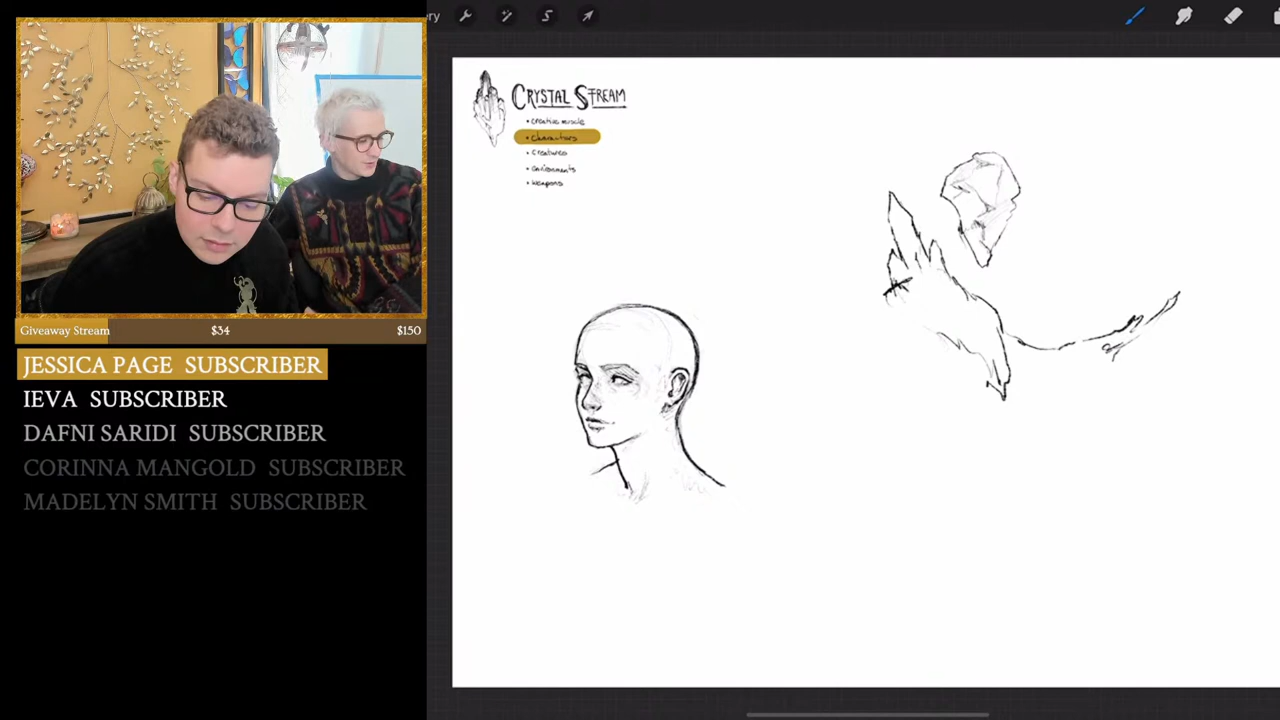 ry
CRYSTAL STREAM
• creative muscle
• characters
• creatures
• environments
• weapons
Giveaway Stream $34 $150
JESSICA PAGE SUBSCRIBER
IEVA SUBSCRIBER
DAFNI SARIDI SUBSCRIBER
CORINNA MANGOLD SUBSCRIBER
MADELYN SMITH SUBSCRIBER